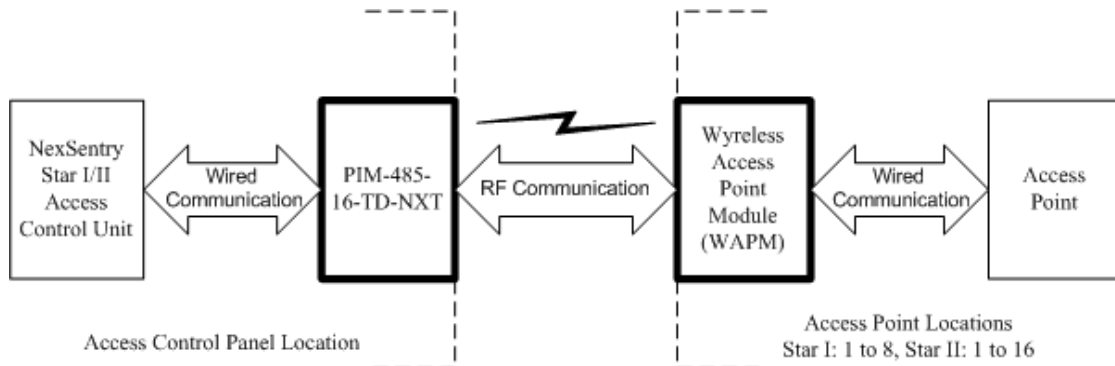 NexSentry
Star I/II
Access
Control Unit
Wired
Communication
PIM-485-
16-TD-NXT
RF Communication
Wyreless
Access
Point
Module
(WAPM)
Wired
Communication
Access
Point
Access Control Panel Location
Access Point Locations
Star I: 1 to 8, Star II: 1 to 16